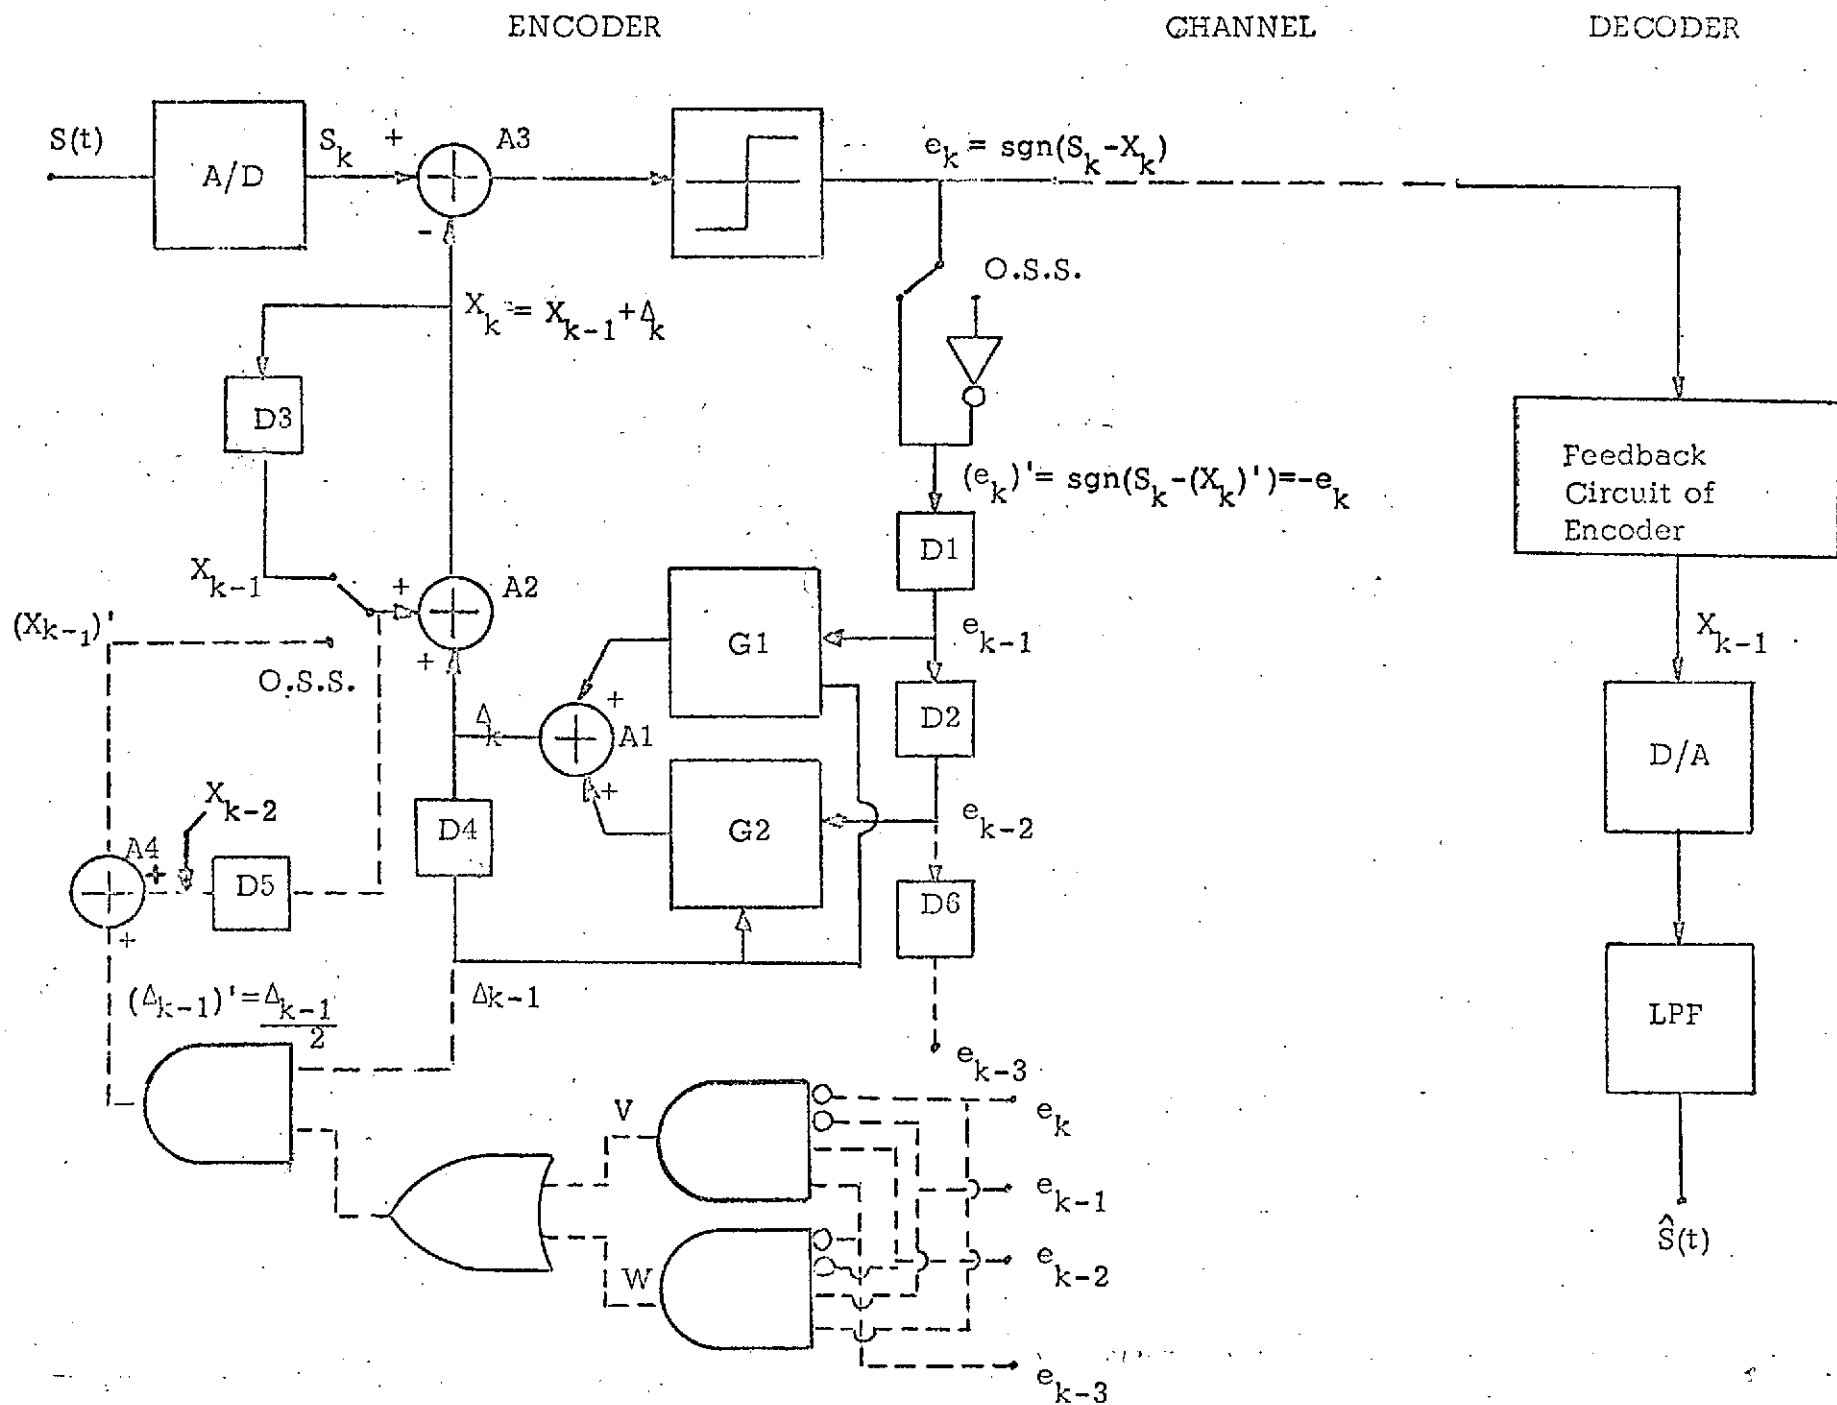 ENCODER
CHANNEL
DECODER
S(t)
A/D
S_k
+
A3
-
e_k = sgn(S_k-X_k)
O.S.S.
X_k = X_{k-1} + Δ_k
D3
(e_k)' = sgn(S_k-(X_k)')=-e_k
Feedback
Circuit of
Encoder
D1
X_{k-1}
+
A2
+
(X_{k-1})'
O.S.S.
G1
e_{k-1}
X_{k-1}
D2
Δ_k
+
A1
+
D/A
X_{k-2}
D4
G2
e_{k-2}
A4
+
D5
D6
+
(Δ_{k-1})'=Δ_{k-1}/2
Δk-1
LPF
e_{k-3}
V
e_k
e_{k-1}
W
e_{k-2}
Ŝ(t)
e_{k-3}